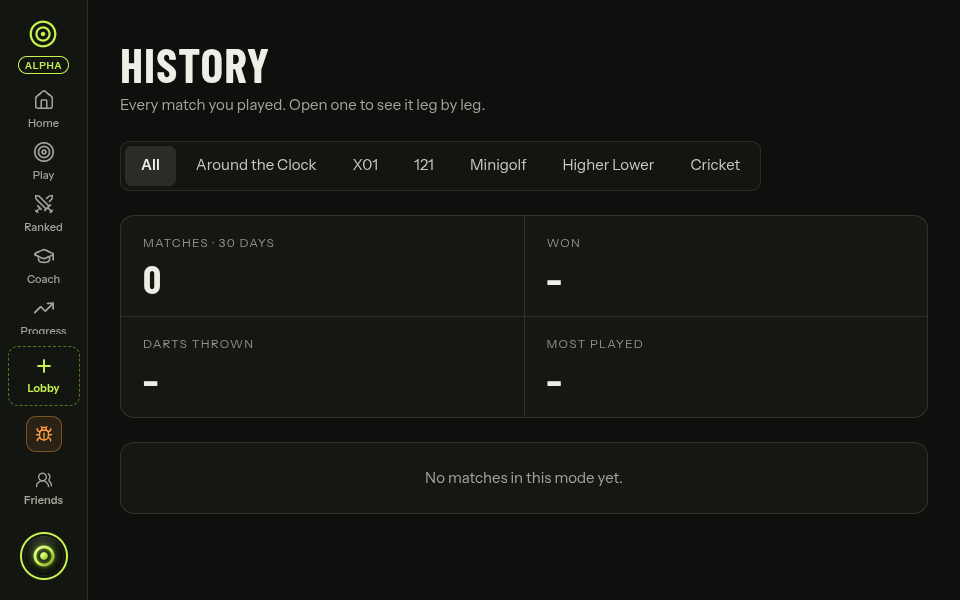 ALPHA
Home
Play
Ranked
Coach
Progress
Lobby
Friends
HISTORY
Every match you played. Open one to see it leg by leg.
All Around the Clock X01 121 Minigolf Higher Lower Cricket
MATCHES · 30 DAYS
0
WON
–
DARTS THROWN
–
MOST PLAYED
–
No matches in this mode yet.